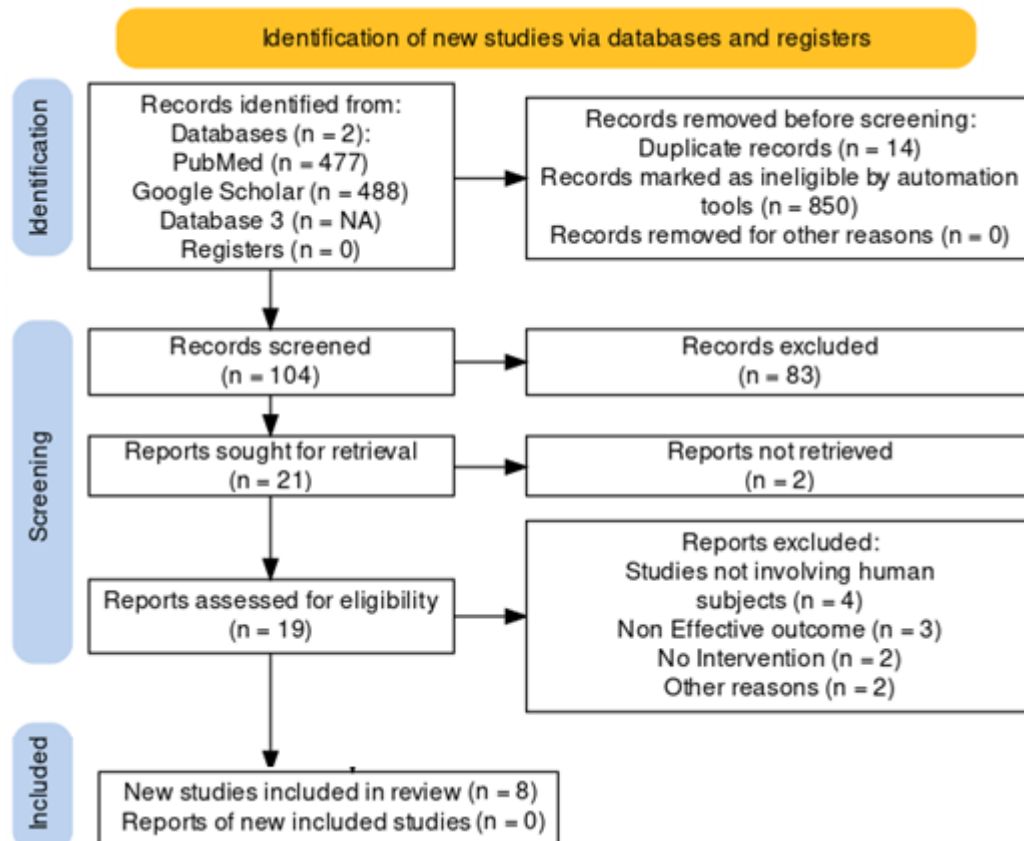 Identification of new studies via databases and registers
Identification
Records identified from:
Databases (n = 2):
PubMed (n = 477)
Google Scholar (n = 488)
Database 3 (n = NA)
Registers (n = 0)
Records removed before screening:
Duplicate records (n = 14)
Records marked as ineligible by automation
tools (n = 850)
Records removed for other reasons (n = 0)
Screening
Records screened
(n = 104)
Records excluded
(n = 83)
Reports sought for retrieval
(n = 21)
Reports not retrieved
(n = 2)
Reports assessed for eligibility
(n = 19)
Reports excluded:
Studies not involving human
subjects (n = 4)
Non Effective outcome (n = 3)
No Intervention (n = 2)
Other reasons (n = 2)
Included
New studies included in review (n = 8)
Reports of new included studies (n = 0)